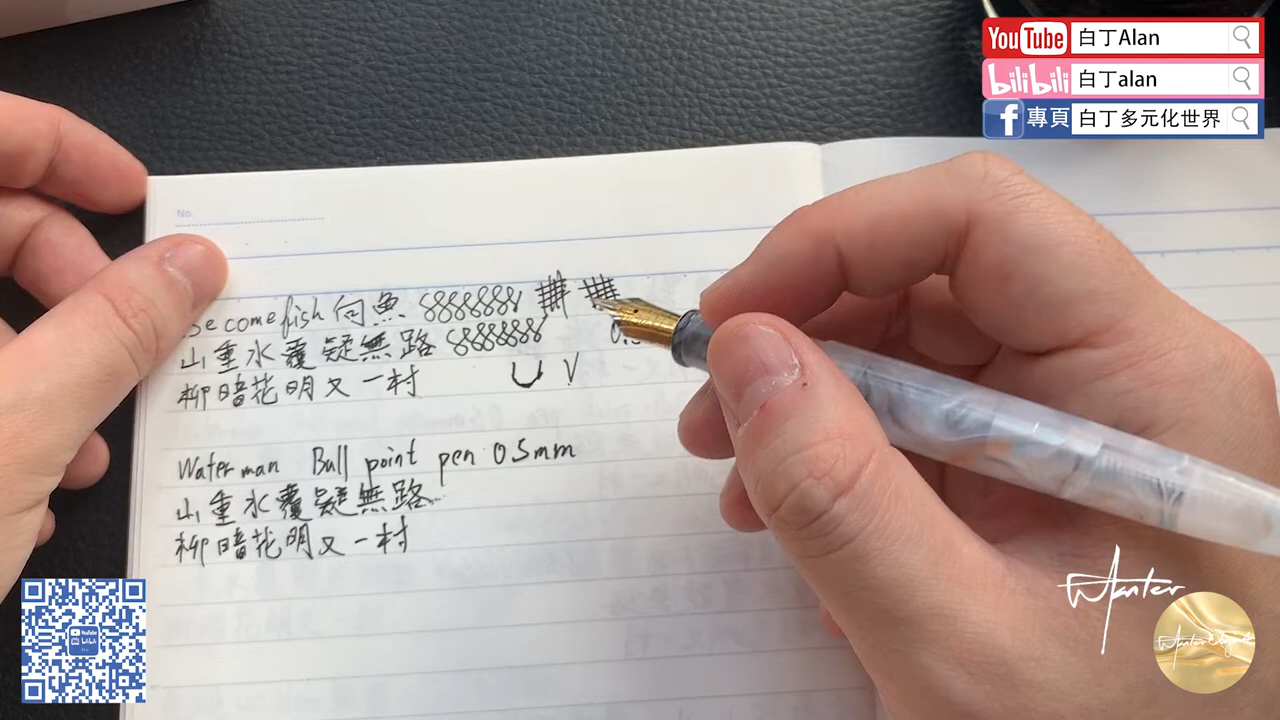 YouTube 白丁Alan
bilibili 白丁alan
f 專頁 白丁多元化世界
No.
Become fish 向魚 8888888
山重水覆疑無路 8888888
0.
柳暗花明又一村 U V
Waterman Ball point pen 0.5mm
山重水覆疑無路
柳暗花明又一村
Wanter